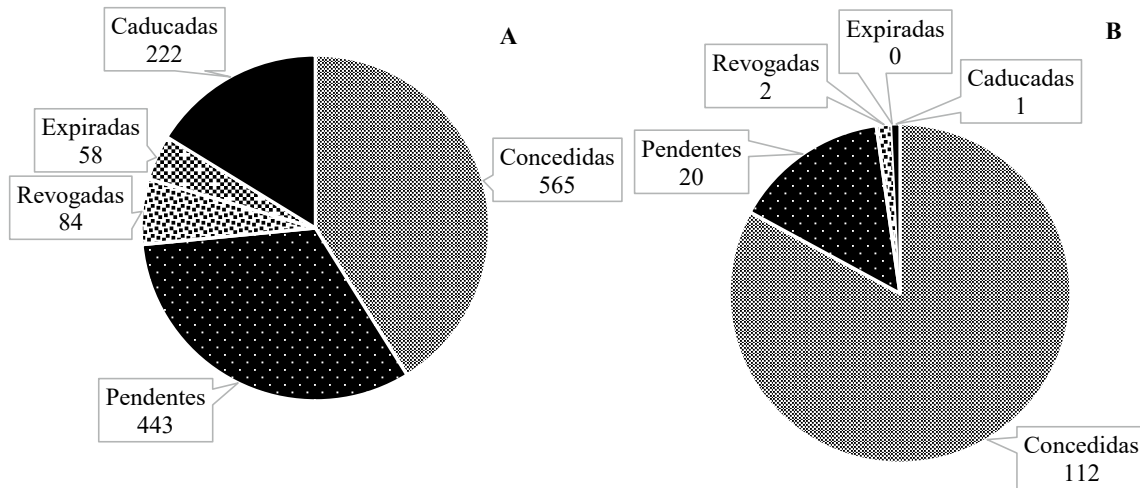 A
Caducadas
222
Expiradas
58
Revogadas
84
Pendentes
443
Concedidas
565
B
Expiradas
0
Revogadas
2
Caducadas
1
Pendentes
20
Concedidas
112